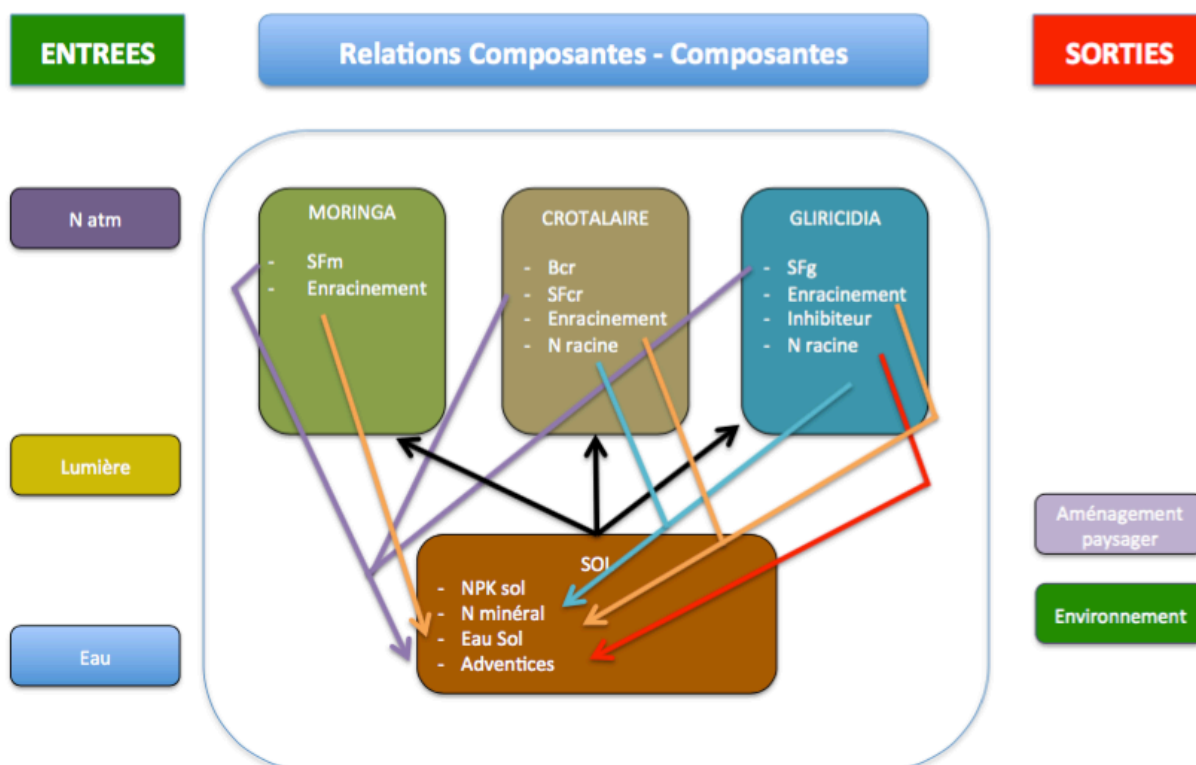 ENTREES
Relations Composantes - Composantes
SORTIES
N atm
Lumière
Eau
MORINGA
- SFm
- Enracinement
CROTALAIRE
- Bcr
- SFcr
- Enracinement
- N racine
GLIRICIDIA
- SFg
- Enracinement
- Inhibiteur
- N racine
SOL
- NPK sol
- N minéral
- Eau Sol
- Adventices
Aménagement
paysager
Environnement